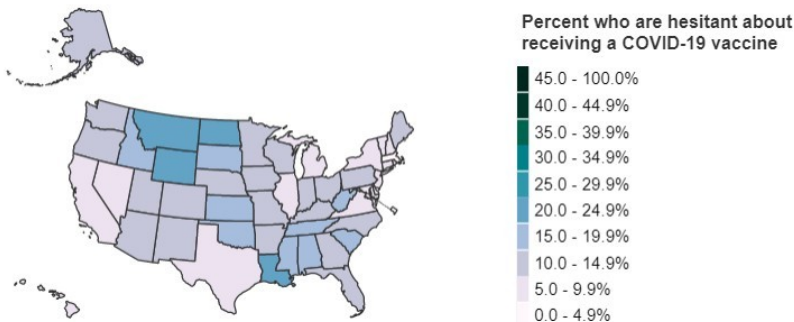 Percent who are hesitant about
receiving a COVID-19 vaccine
45.0 - 100.0%
40.0 - 44.9%
35.0 - 39.9%
30.0 - 34.9%
25.0 - 29.9%
20.0 - 24.9%
15.0 - 19.9%
10.0 - 14.9%
5.0 - 9.9%
0.0 - 4.9%